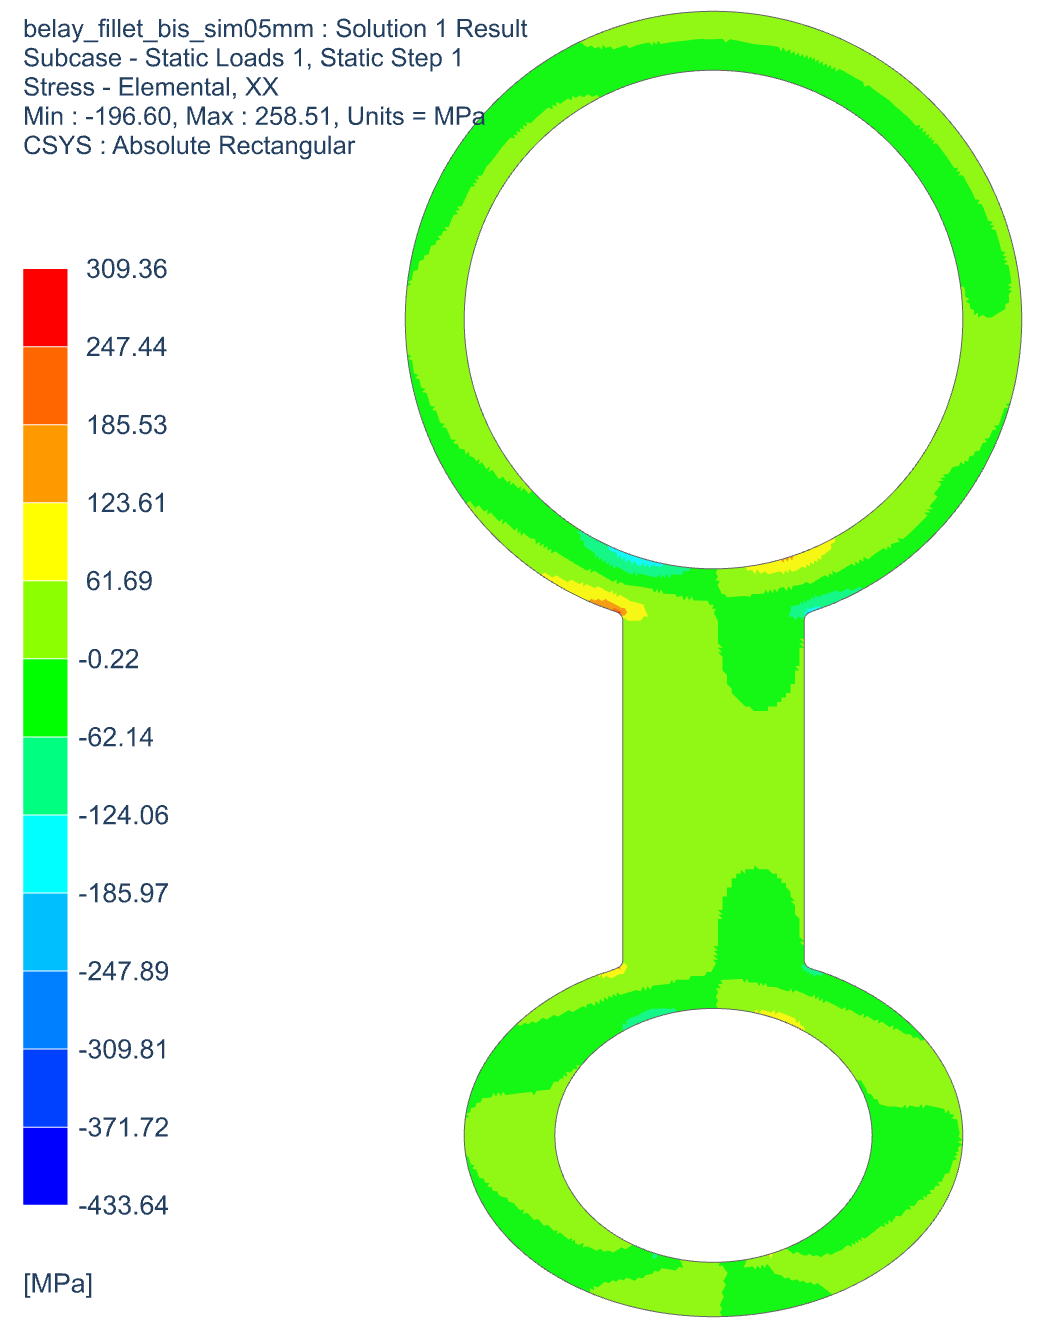 belay_fillet_bis_sim05mm : Solution 1 Result
Subcase - Static Loads 1, Static Step 1
Stress - Elemental, XX
Min : -196.60, Max : 258.51, Units = MPa
CSYS : Absolute Rectangular
309.36
247.44
185.53
123.61
61.69
-0.22
-62.14
-124.06
-185.97
-247.89
-309.81
-371.72
-433.64
[MPa]